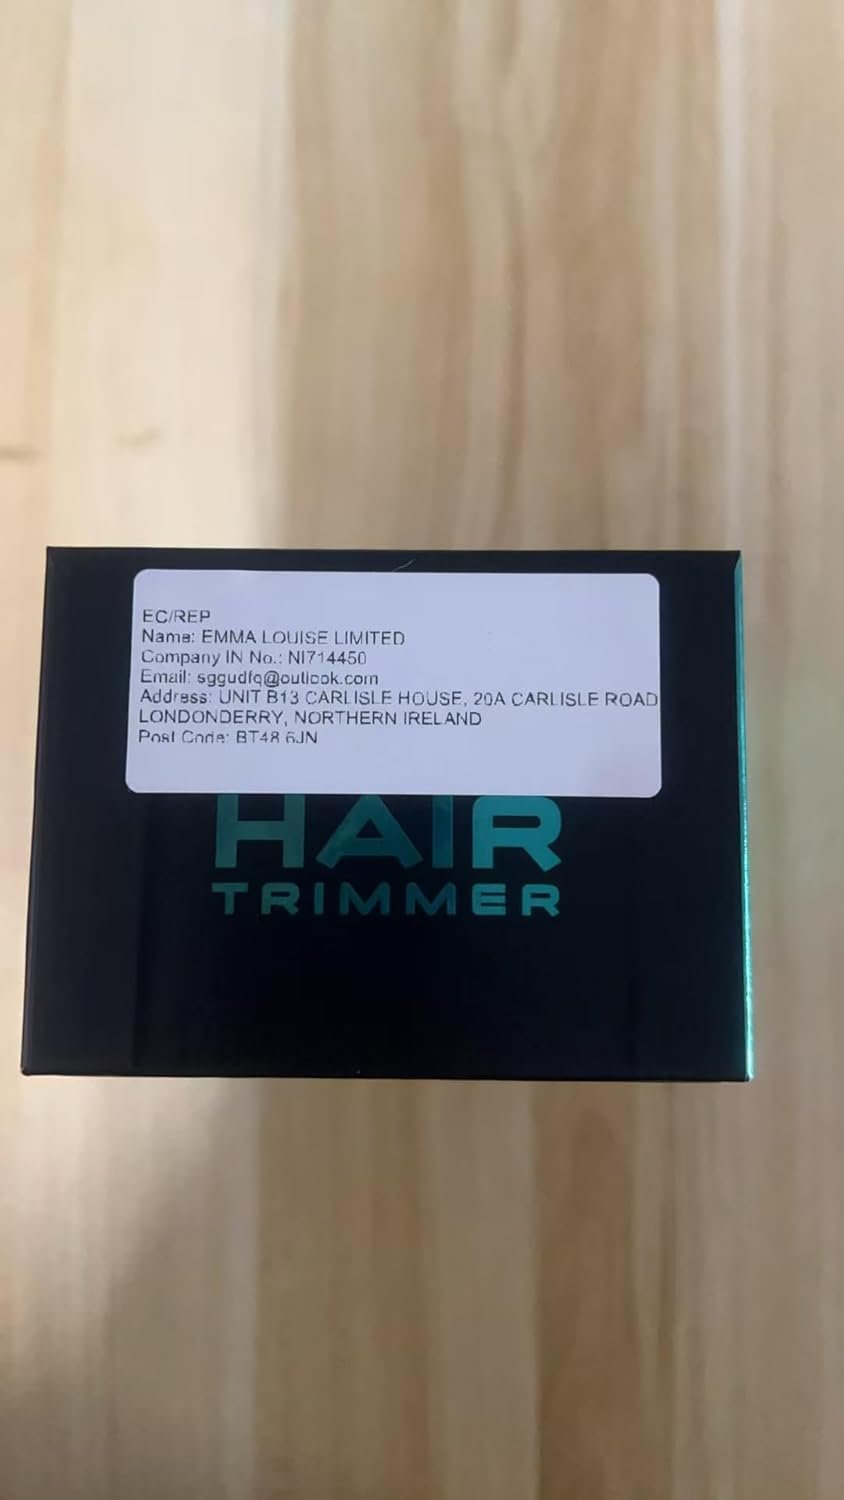 EC/REP
Name: EMMA LOUISE LIMITED
Company IN No.: NI714450
Email: sggudfq@outlook.com
Address: UNIT B13 CARLISLE HOUSE, 20A CARLISLE ROAD
LONDONDERRY, NORTHERN IRELAND
Post Code: BT48 6JN
HAIR
TRIMMER